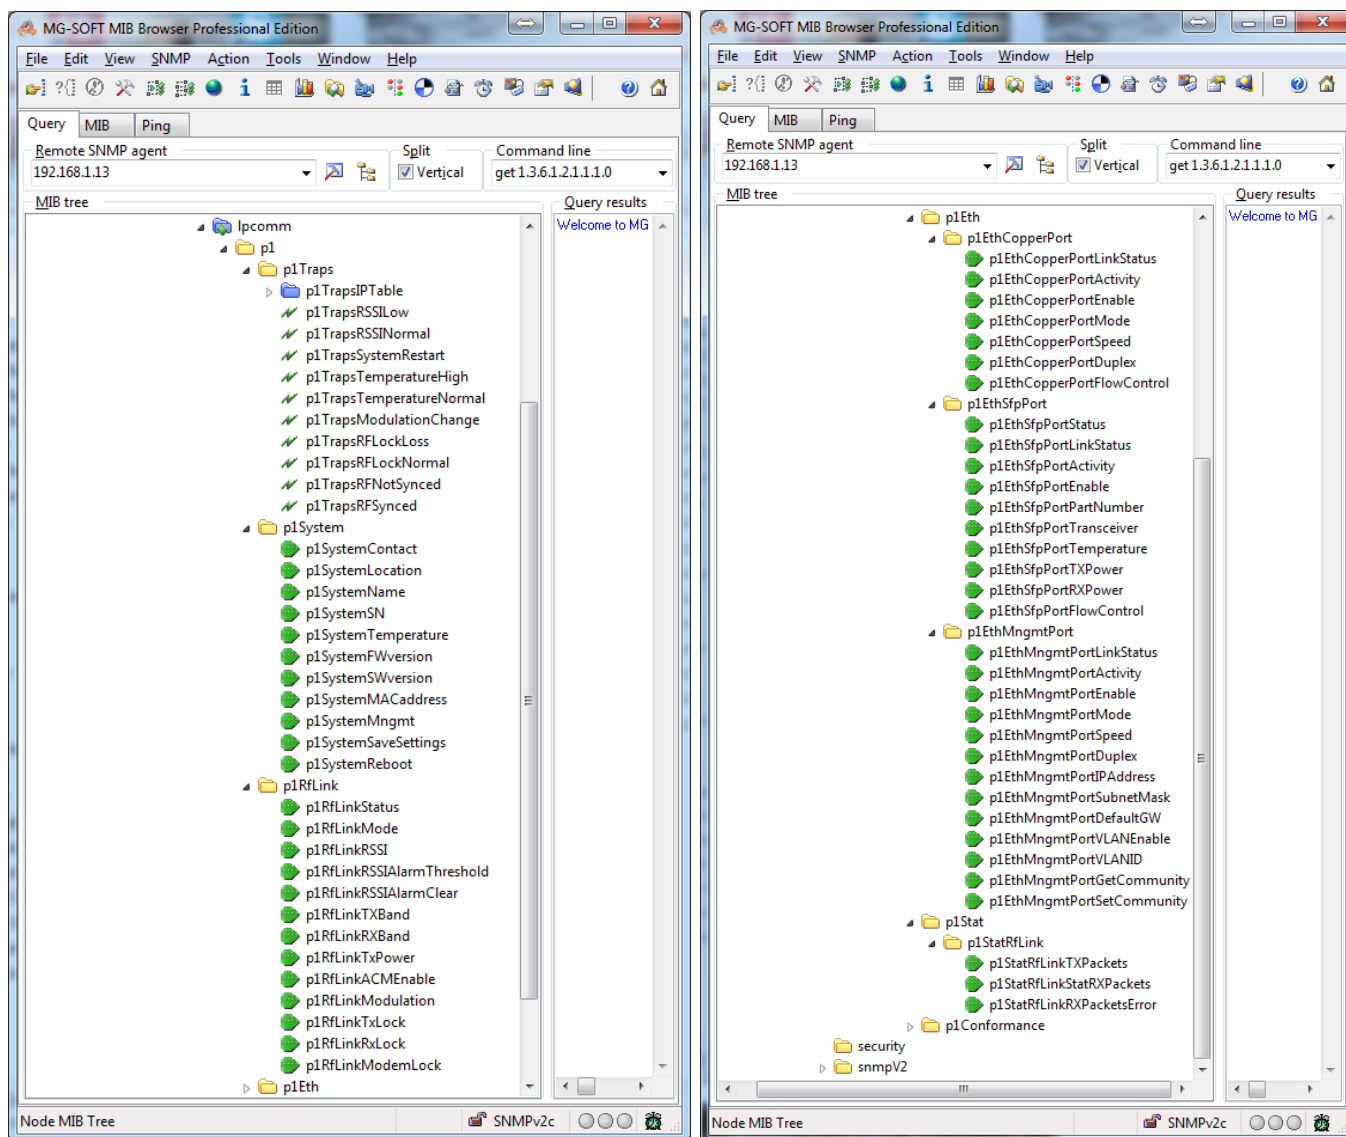 MG-SOFT MIB Browser Professional Edition
File Edit View SNMP Action Tools Window Help
Query MIB Ping
Remote SNMP agent Split Command line
192.168.1.13 Vertical get 1.3.6.1.2.1.1.1.0
MIB tree Query results
Ipcomm
Welcome to MG
p1
p1Traps
p1TrapsIPTable
p1TrapsRSSILow
p1TrapsRSSINormal
p1TrapsSystemRestart
p1TrapsTemperatureHigh
p1TrapsTemperatureNormal
p1TrapsModulationChange
p1TrapsRFLockLoss
p1TrapsRFLockNormal
p1TrapsRFNotSynced
p1TrapsRFSynced
p1System
p1SystemContact
p1SystemLocation
p1SystemName
p1SystemSN
p1SystemTemperature
p1SystemFWversion
p1SystemSWversion
p1SystemMACaddress
p1SystemMngmt
p1SystemSaveSettings
p1SystemReboot
p1RfLink
p1RfLinkStatus
p1RfLinkMode
p1RfLinkRSSI
p1RfLinkRSSIAlarmThreshold
p1RfLinkRSSIAlarmClear
p1RfLinkTXBand
p1RfLinkRXBand
p1RfLinkTxPower
p1RfLinkACMEnable
p1RfLinkModulation
p1RfLinkTxLock
p1RfLinkRxLock
p1RfLinkModemLock
p1Eth
Node MIB Tree SNMPv2c
MG-SOFT MIB Browser Professional Edition
File Edit View SNMP Action Tools Window Help
Query MIB Ping
Remote SNMP agent Split Command line
192.168.1.13 Vertical get 1.3.6.1.2.1.1.1.0
MIB tree Query results
p1Eth
Welcome to MG
p1EthCopperPort
p1EthCopperPortLinkStatus
p1EthCopperPortActivity
p1EthCopperPortEnable
p1EthCopperPortMode
p1EthCopperPortSpeed
p1EthCopperPortDuplex
p1EthCopperPortFlowControl
p1EthSfpPort
p1EthSfpPortStatus
p1EthSfpPortLinkStatus
p1EthSfpPortActivity
p1EthSfpPortEnable
p1EthSfpPortPartNumber
p1EthSfpPortTransceiver
p1EthSfpPortTemperature
p1EthSfpPortTXPower
p1EthSfpPortRXPower
p1EthSfpPortFlowControl
p1EthMngmtPort
p1EthMngmtPortLinkStatus
p1EthMngmtPortActivity
p1EthMngmtPortEnable
p1EthMngmtPortMode
p1EthMngmtPortSpeed
p1EthMngmtPortDuplex
p1EthMngmtPortIPAddress
p1EthMngmtPortSubnetMask
p1EthMngmtPortDefaultGW
p1EthMngmtPortVLANEnable
p1EthMngmtPortVLANID
p1EthMngmtPortGetCommunity
p1EthMngmtPortSetCommunity
p1Stat
p1StatRfLink
p1StatRfLinkTXPackets
p1StatRfLinkStatRXPackets
p1StatRfLinkRXPacketsError
p1Conformance
security
snmpV2
Node MIB Tree SNMPv2c